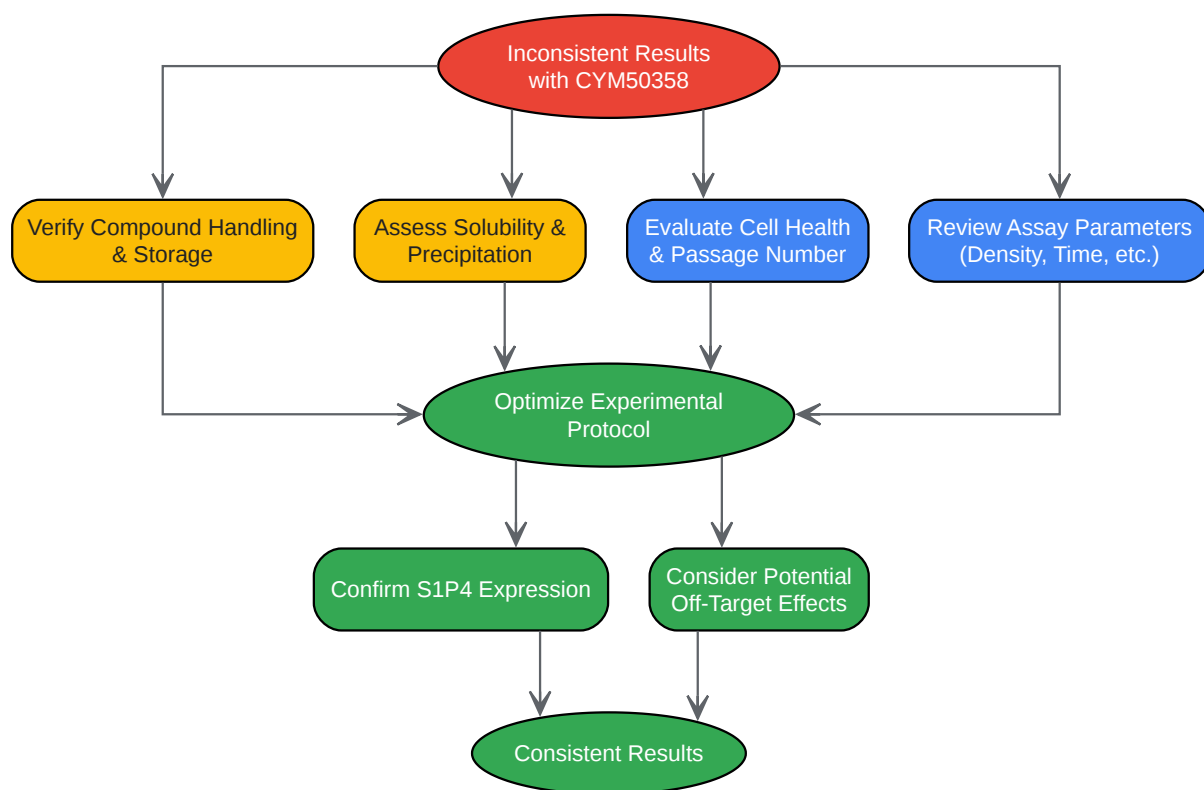 Inconsistent Results
with CYM50358
Verify Compound Handling
& Storage
Assess Solubility &
Precipitation
Evaluate Cell Health
& Passage Number
Review Assay Parameters
(Density, Time, etc.)
Optimize Experimental
Protocol
Confirm S1P4 Expression
Consider Potential
Off-Target Effects
Consistent Results